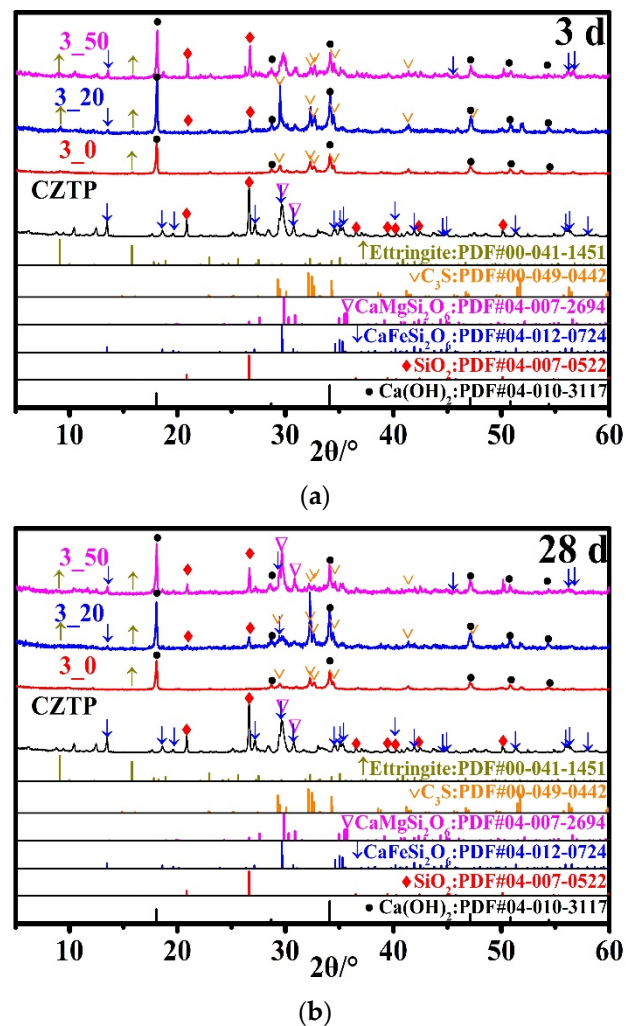 3 d
3_50
3_20
3_0
CZTP
↑Ettringite:PDF#00-041-1451
∨C₃S:PDF#00-049-0442
▽CaMgSi₂O₆:PDF#04-007-2694
↓CaFeSi₂O₆:PDF#04-012-0724
♦SiO₂:PDF#04-007-0522
●Ca(OH)₂:PDF#04-010-3117
10 20 30 40 50 60
2θ/°
(a)
28 d
3_50
3_20
3_0
CZTP
↑Ettringite:PDF#00-041-1451
∨C₃S:PDF#00-049-0442
▽CaMgSi₂O₆:PDF#04-007-2694
↓CaFeSi₂O₆:PDF#04-012-0724
♦SiO₂:PDF#04-007-0522
●Ca(OH)₂:PDF#04-010-3117
10 20 30 40 50 60
2θ/°
(b)